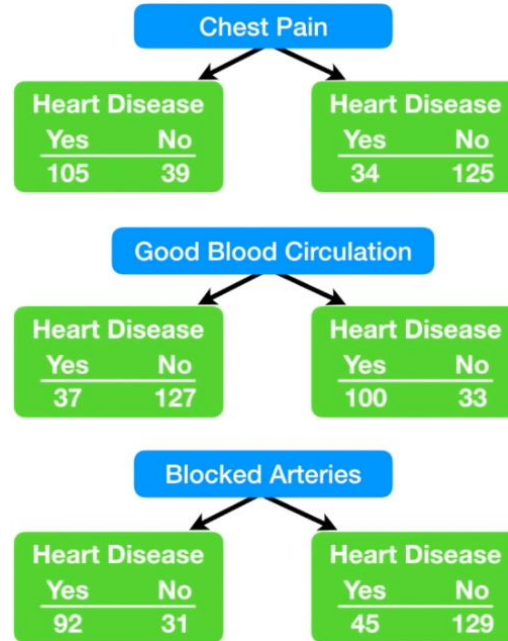 Chest Pain
Heart Disease Heart Disease
Yes No Yes No
105 39 34 125
Good Blood Circulation
Heart Disease Heart Disease
Yes No Yes No
37 127 100 33
Blocked Arteries
Heart Disease Heart Disease
Yes No Yes No
92 31 45 129